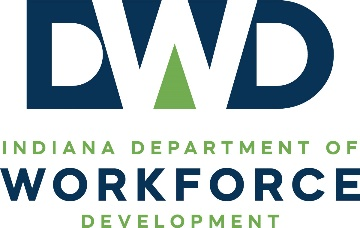 DWD
INDIANA DEPARTMENT OF
WORKFORCE
DEVELOPMENT